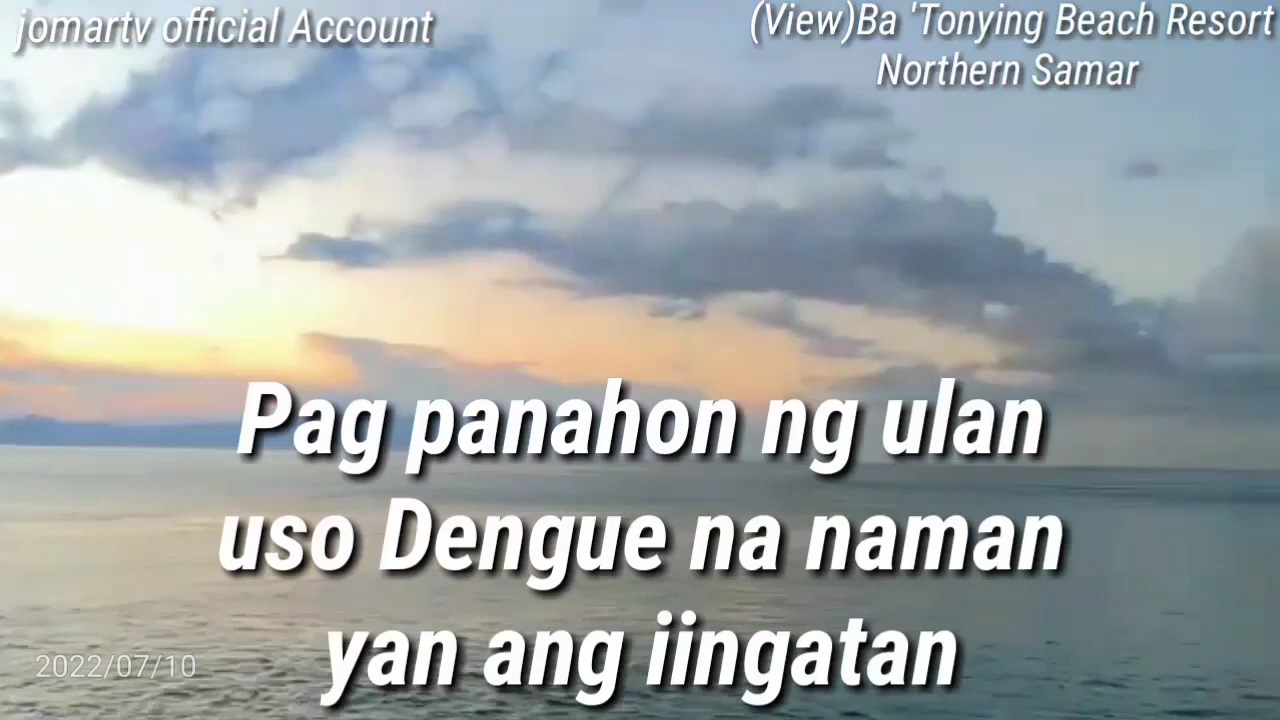 jomartv official Account
(View)Ba 'Tonying Beach Resort
Northern Samar
Pag panahon ng ulan
uso Dengue na naman
yan ang iingatan
2022/07/10